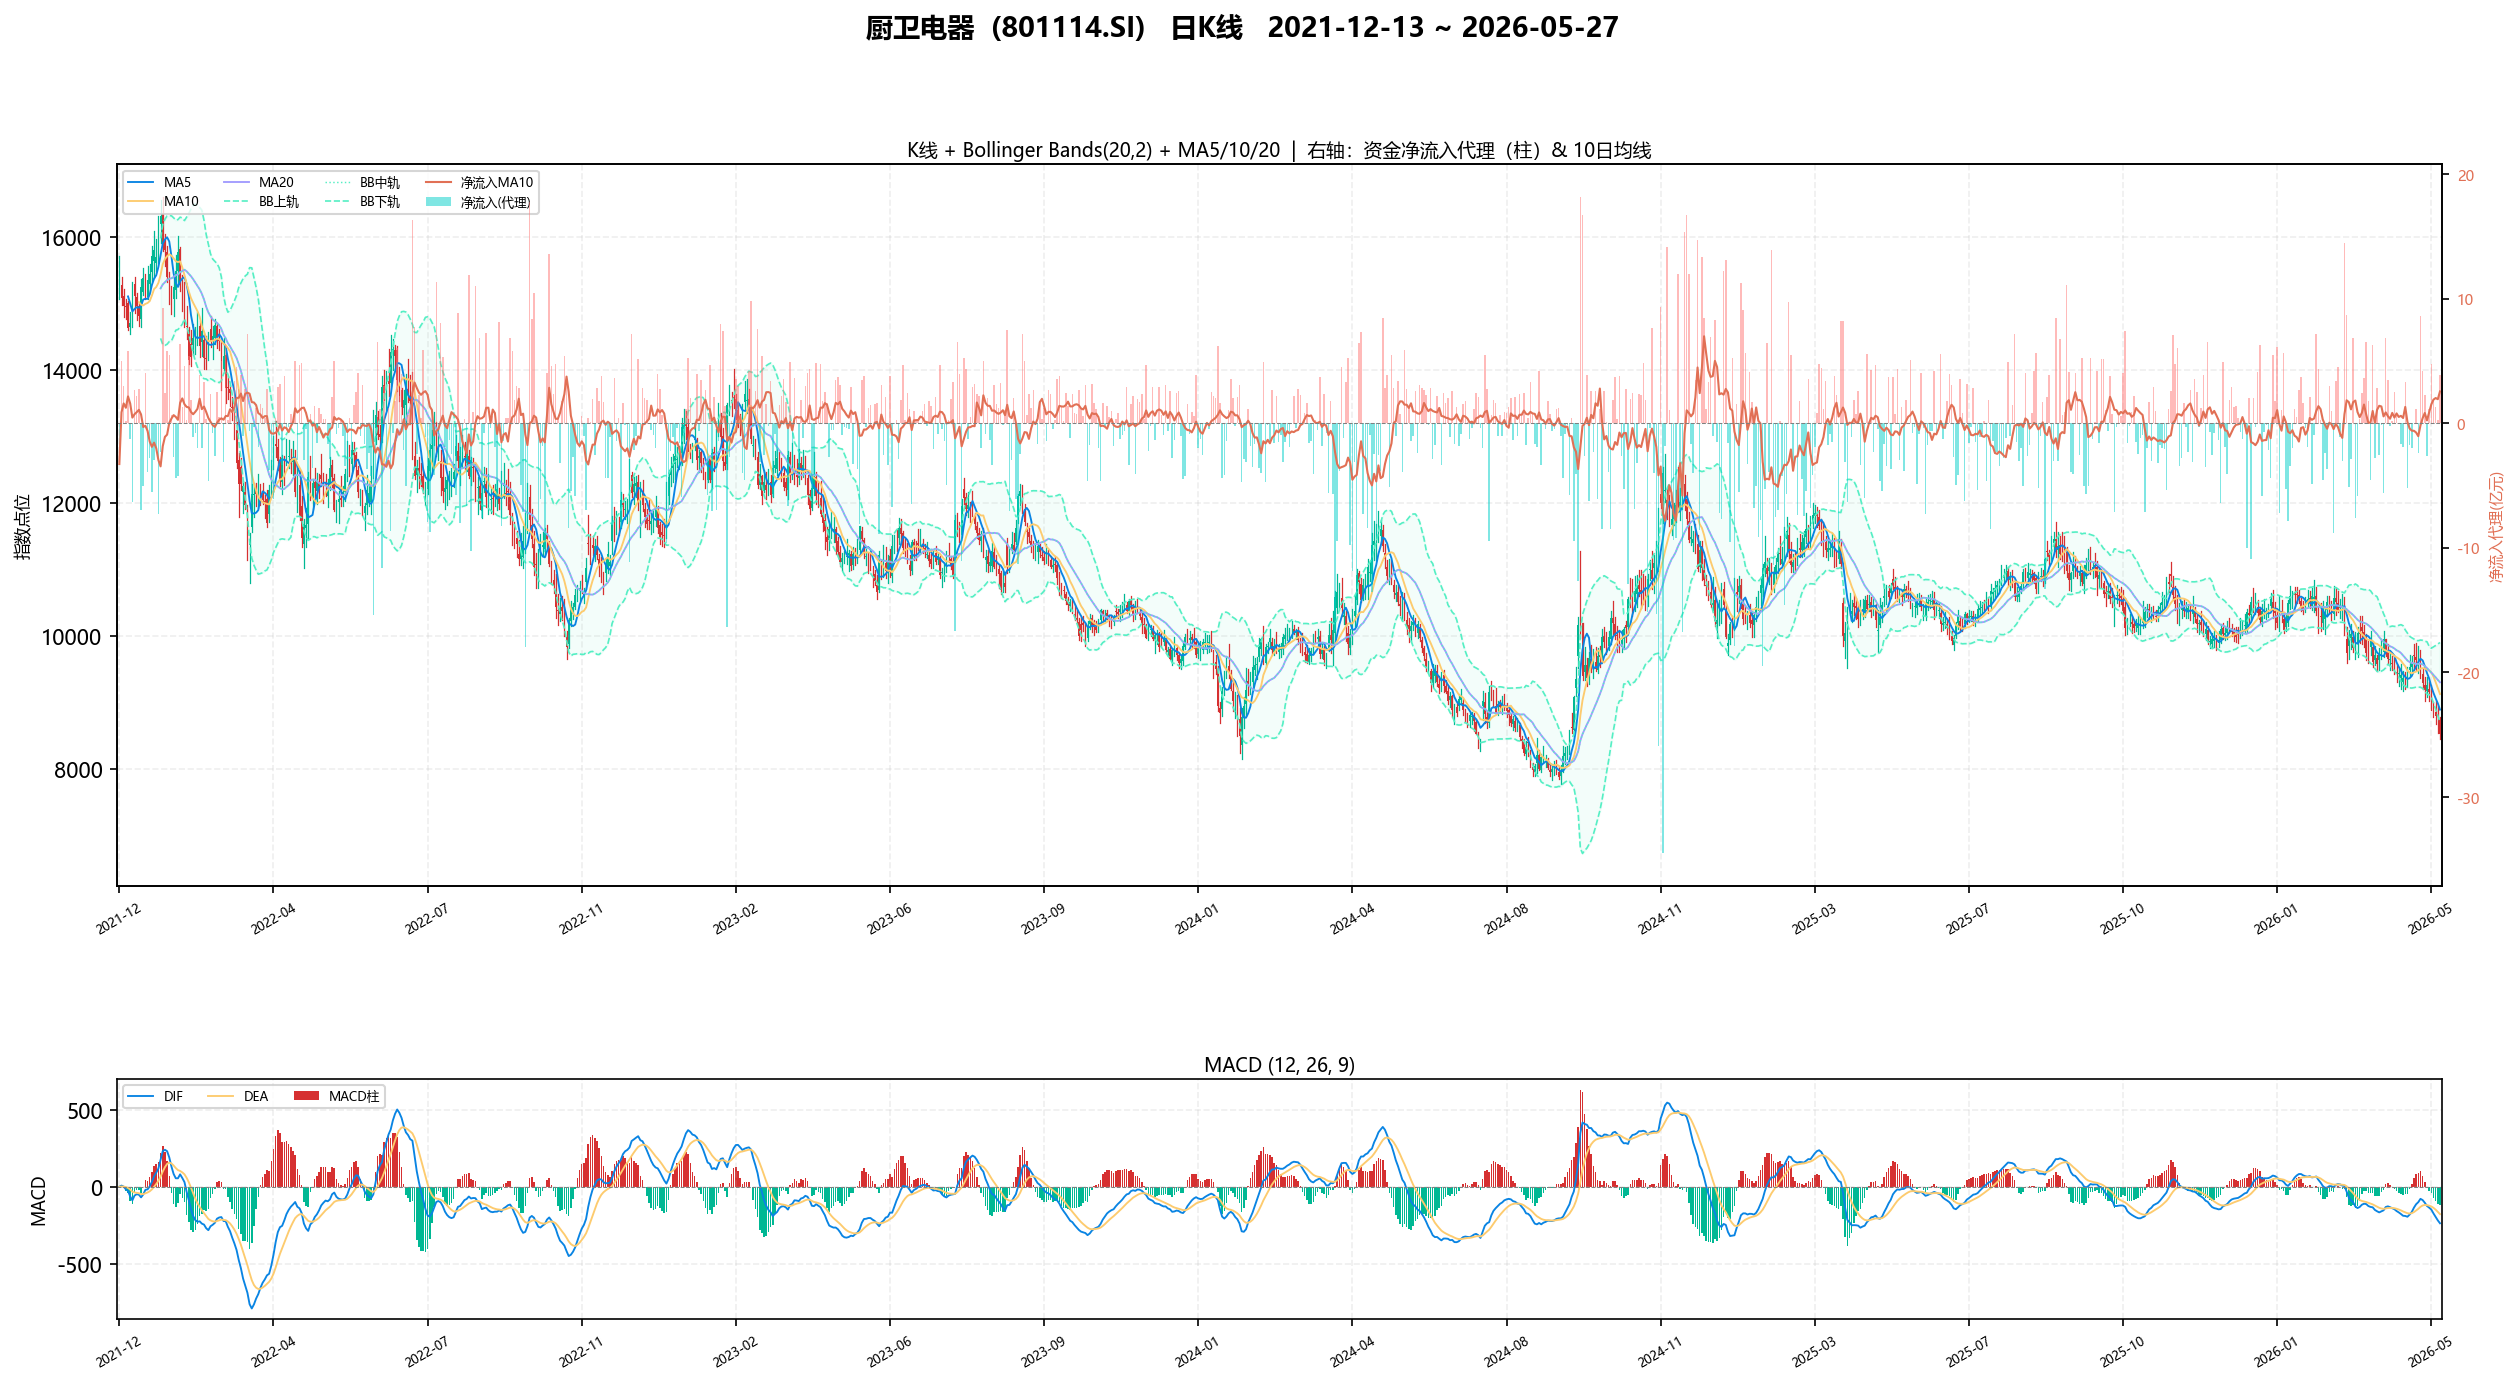 厨卫电器  (801114.SI)   日K线   2021-12-13 ~ 2026-05-27
K线 + Bollinger Bands(20,2) + MA5/10/20 | 右轴：资金净流入代理（柱）& 10日均线
MA5 MA20 BB中轨 净流入MA10
MA10 BB上轨 BB下轨 净流入(代理)
指数点位
16000
14000
12000
10000
8000
20
10
0
-10
-20
-30
净流入代理(亿元)
2021-12 2022-04 2022-07 2022-11 2023-02 2023-06 2023-09 2024-01 2024-04 2024-08 2024-11 2025-03 2025-07 2025-10 2026-01 2026-05
MACD (12, 26, 9)
DIF DEA MACD柱
MACD
500
0
-500
2021-12 2022-04 2022-07 2022-11 2023-02 2023-06 2023-09 2024-01 2024-04 2024-08 2024-11 2025-03 2025-07 2025-10 2026-01 2026-05